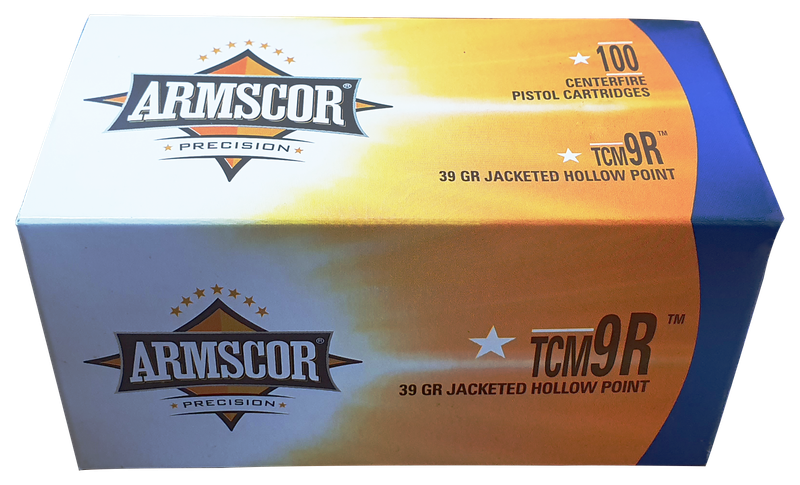 ARMSCOR®
PRECISION
100
CENTERFIRE
PISTOL CARTRIDGES
TCM9R™
39 GR JACKETED HOLLOW POINT
ARMSCOR®
PRECISION
TCM9R™
39 GR JACKETED HOLLOW POINT